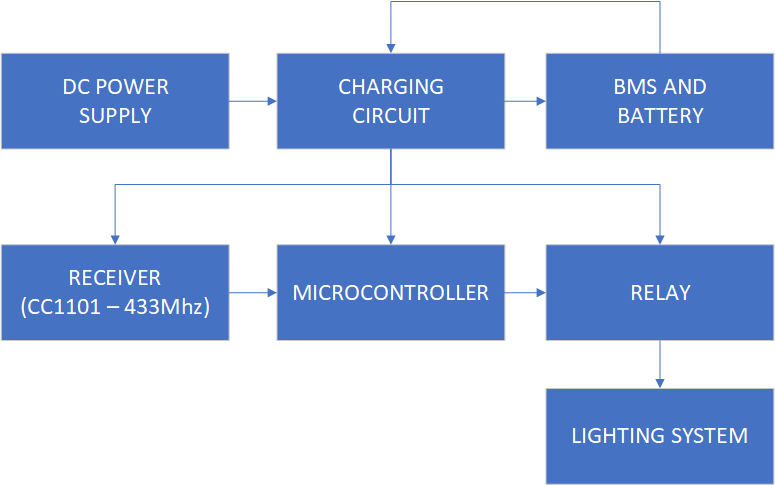 DC POWER
SUPPLY
CHARGING
CIRCUIT
BMS AND
BATTERY
RECEIVER
(CC1101 – 433Mhz)
MICROCONTROLLER
RELAY
LIGHTING SYSTEM